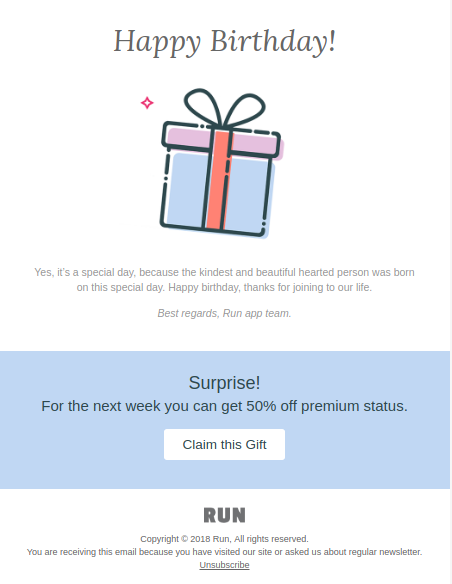 Happy Birthday!
Yes, it's a special day, because the kindest and beautiful hearted person was born
on this special day. Happy birthday, thanks for joining to our life.
Best regards, Run app team.
Surprise!
For the next week you can get 50% off premium status.
Claim this Gift
RUN
Copyright © 2018 Run, All rights reserved.
You are receiving this email because you have visited our site or asked us about regular newsletter.
Unsubscribe